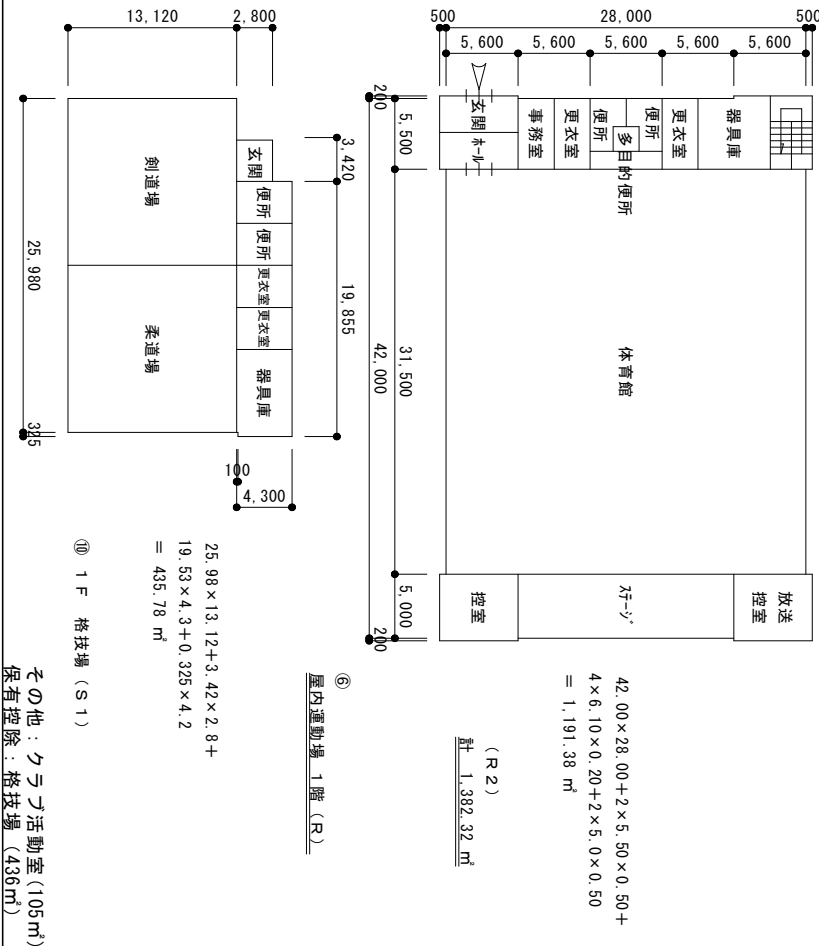 13,120
2,800
500
28,000
500
5,600
5,600
5,600
5,600
5,600
200
5,500
31,500
42,000
5,000
200
玄関
ホール
事務室
更衣室
便所
多目的便所
便所
更衣室
器具庫
体育館
控室
ステージ
放送
控室
3,420
19,855
25,980
325
100
4,300
玄関
便所
便所
更衣室
更衣室
器具庫
剣道場
柔道場
42.00×28.00+2×5.50×0.50+
4×6.10×0.20+2×5.0×0.50
= 1,191.38 ㎡
(R2)
計 1,382.32 ㎡
⑥
屋内運動場 1階(R)
25.98×13.12+3.42×2.8+
19.53×4.3+0.325×4.2
= 435.78 ㎡
⑩ 1F 格技場(S1)
その他:クラブ活動室(105㎡)
保有控除:格技場(436㎡)